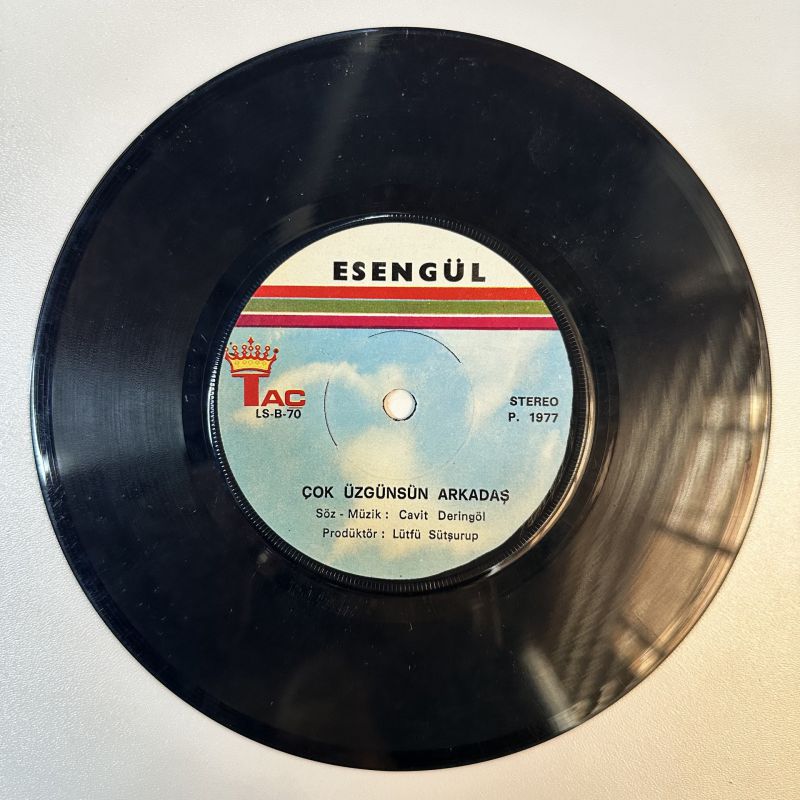 ESENGÜL
TAC
LS-B-70
STEREO
P. 1977
ÇOK ÜZGÜNSÜN ARKADAŞ
Söz - Müzik : Cavit Deringöl
Prodüktör : Lütfü Sütşurup